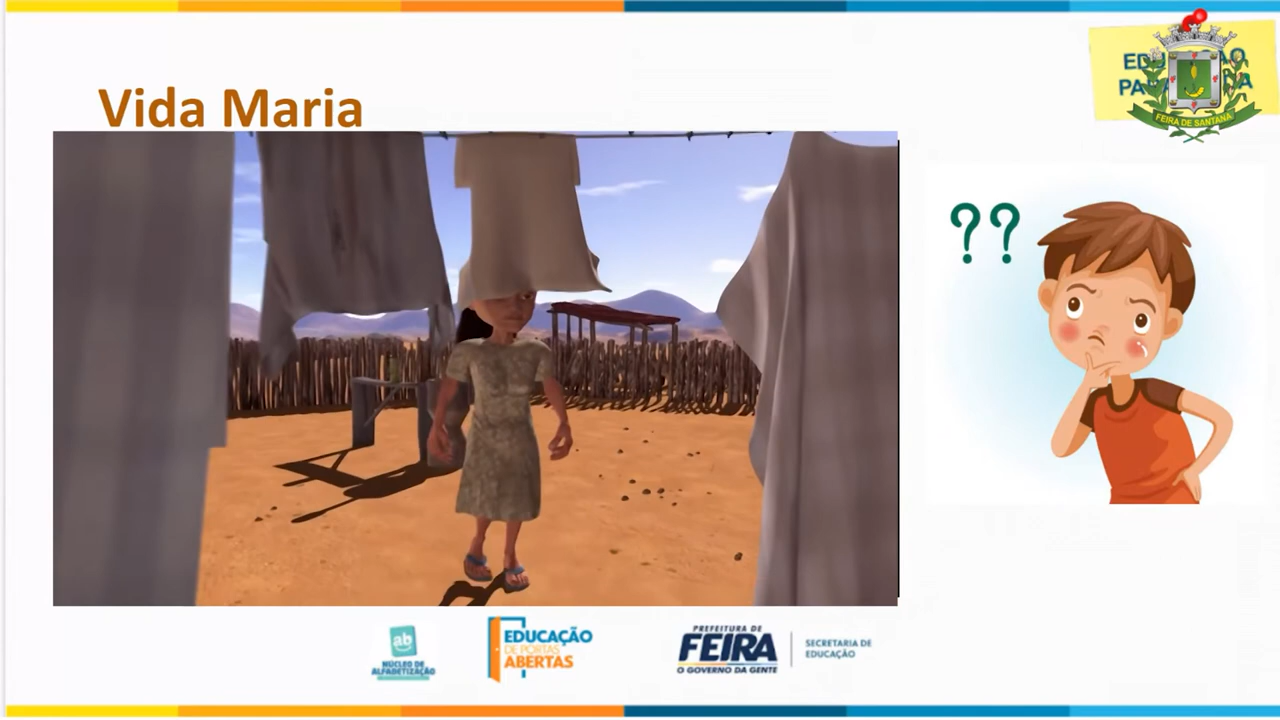 Vida Maria
FEIRA DE SANTANA
??
ab
NÚCLEO DE
ALFABETIZAÇÃO
EDUCAÇÃO
DE PORTAS
ABERTAS
PREFEITURA DE
FEIRA
O GOVERNO DA GENTE
SECRETARIA DE
EDUCAÇÃO